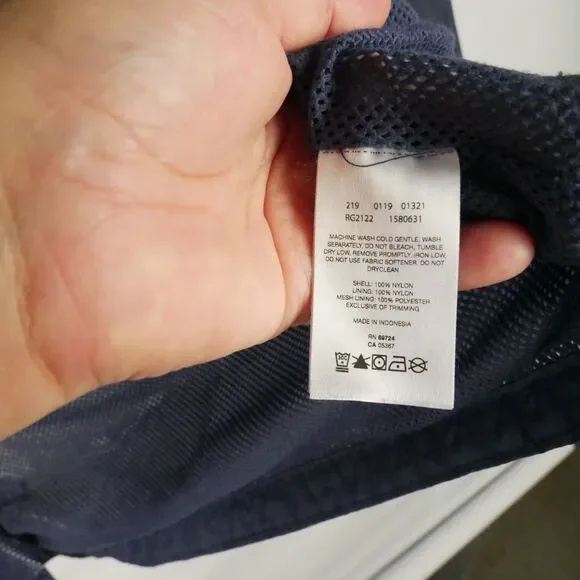 219 0119 01321
RG2122 1580631
MACHINE WASH COLD GENTLE, WASH
SEPARATELY, DO NOT BLEACH, TUMBLE
DRY LOW, REMOVE PROMPTLY, IRON LOW,
DO NOT USE FABRIC SOFTENER. DO NOT
DRYCLEAN
SHELL: 100% NYLON
LINING: 100% NYLON
MESH LINING: 100% POLYESTER
EXCLUSIVE OF TRIMMING
MADE IN INDONESIA
RN 69724
CA 05367